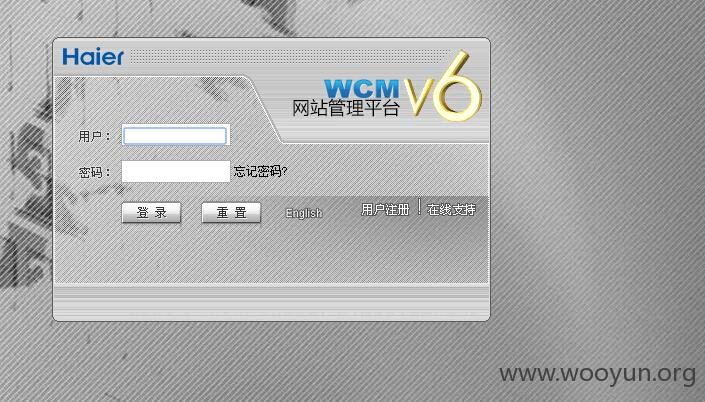 Haier
WCM V6
网站管理平台
用户：
密码： 忘记密码?
登 录 重 置 English 用户注册 | 在线支持
www.wooyun.org